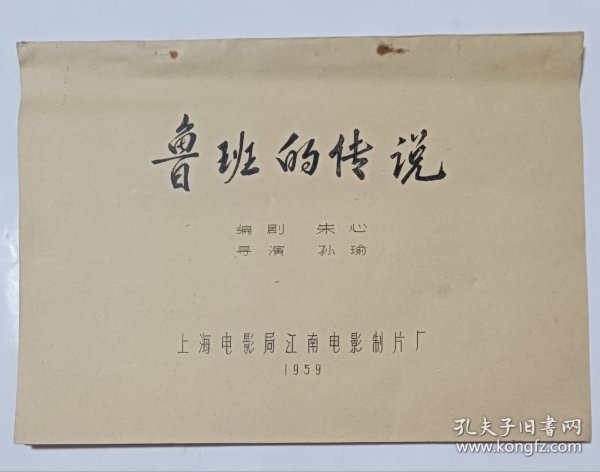 鲁班的传说
编剧 朱心
导演 孙瑜
上海电影局江南电影制片厂
1959
孔夫子旧书网
www.kongfz.com